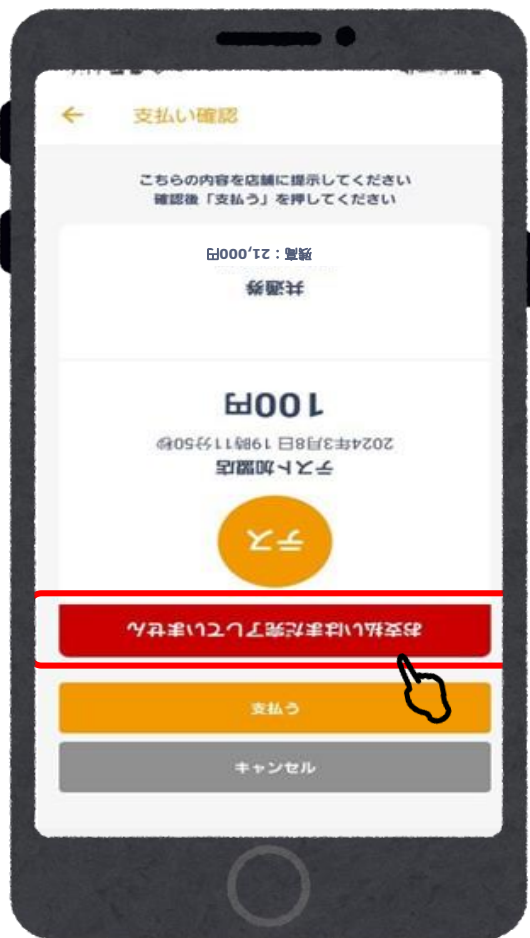 支払い確認
こちらの内容を店舗に提示してください
確認後「支払う」を押してください
お支払いはまだ完了していません
テス
テスト加盟店
2024年3月8日 19時11分50秒
100円
共通券
残高：21,000円
支払う
キャンセル